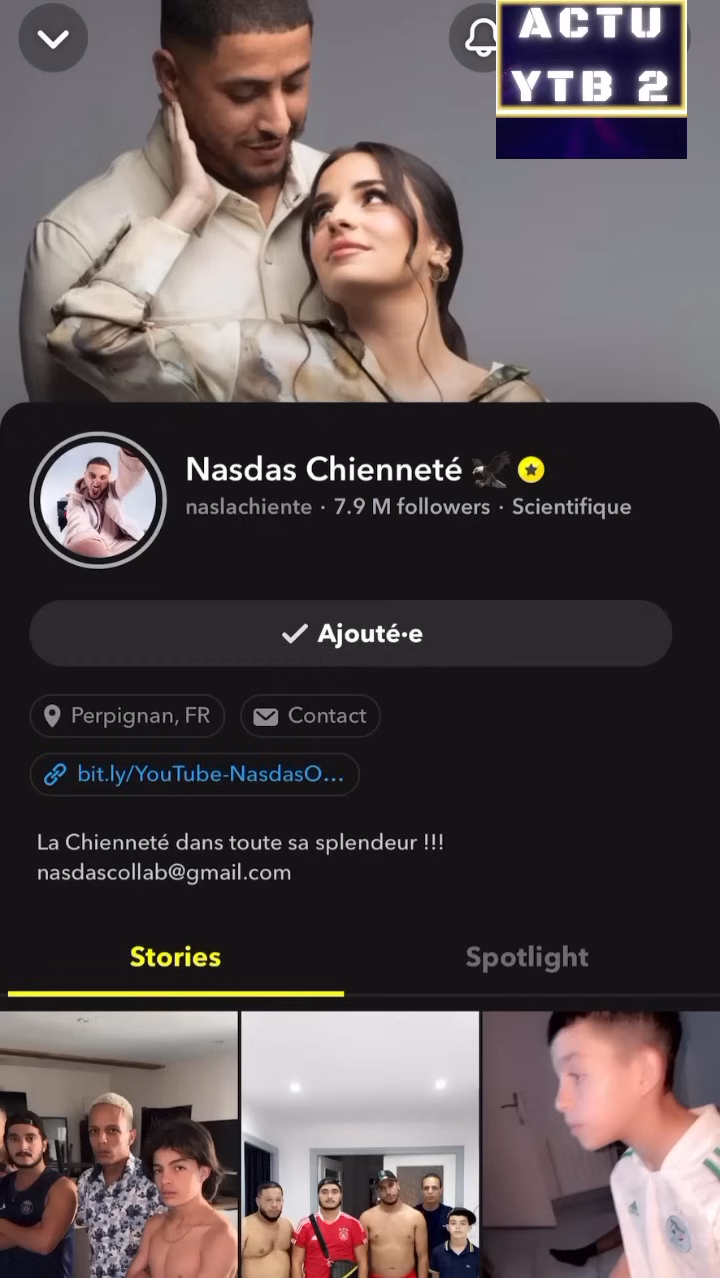 ACTU
YTB 2
Nasdas Chienneté
naslachiente · 7.9 M followers · Scientifique
Ajouté·e
Perpignan, FR
Contact
bit.ly/YouTube-NasdasO...
La Chienneté dans toute sa splendeur !!!
nasdascollab@gmail.com
Stories
Spotlight